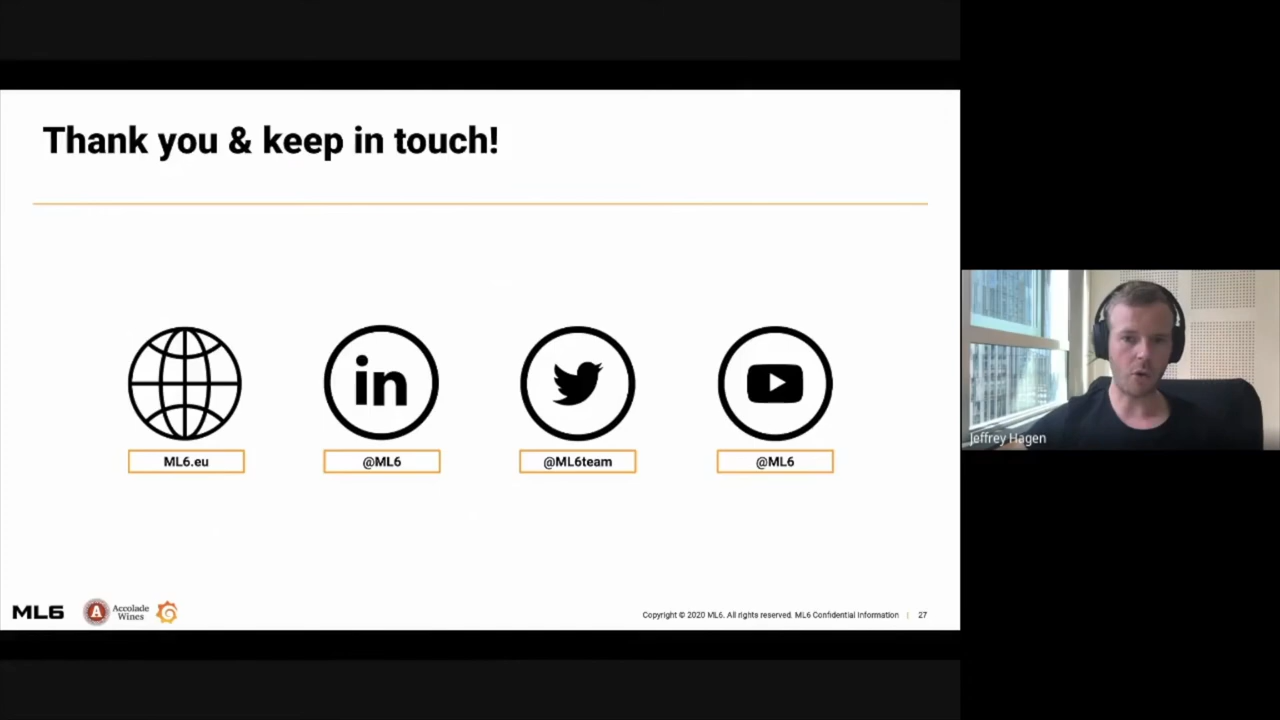 Thank you & keep in touch!
in
ML6.eu
@ML6
@ML6team
@ML6
Jeffrey Hagen
ML6
A
Accolade
Wines
Copyright © 2020 ML6. All rights reserved. ML6 Confidential Information | 27